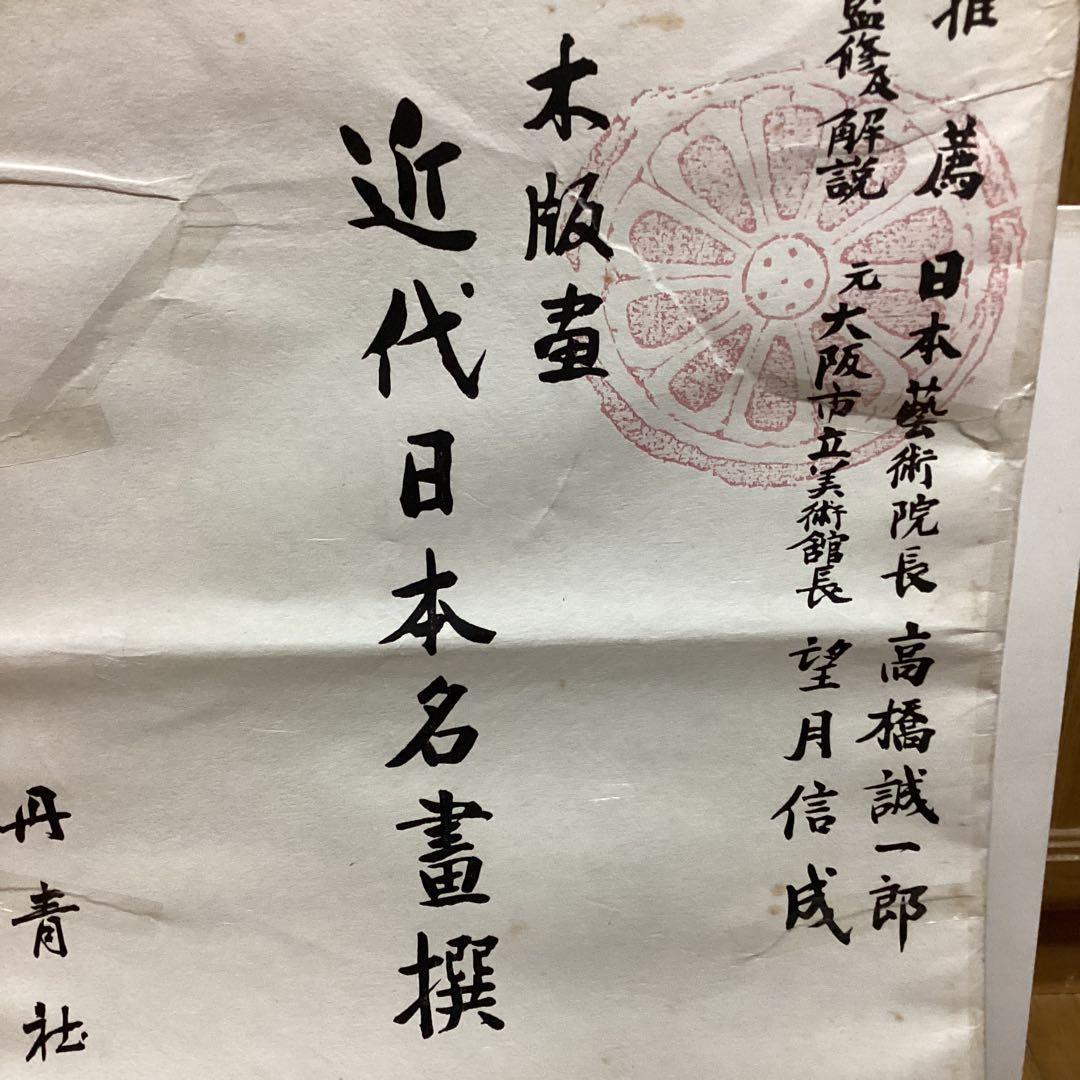 推薦 日本藝術院長 高橋誠一郎
監修及解説 元大阪市立美術館長 望月信成
木版画
近代日本名畫撰
丹青社